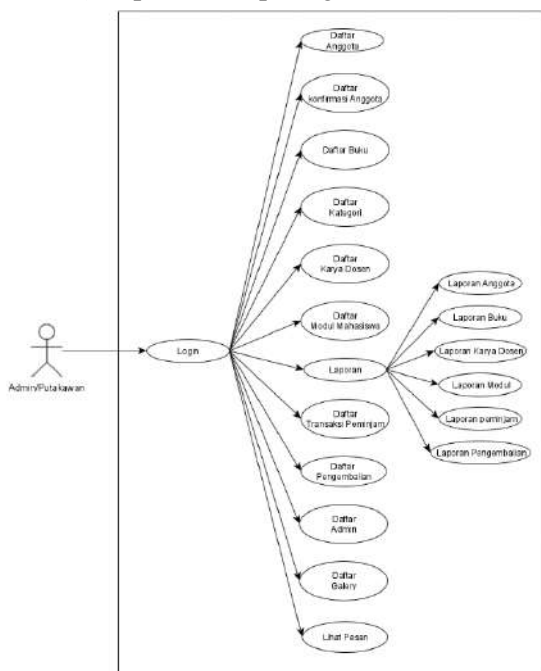 Daftar
Anggota
Daftar
konfirmasi Anggota
Daftar Buku
Daftar
Kategori
Daftar
Karya Dosen
Daftar
Modul Mahasiswa
Login
Laporan
Daftar
Transaksi Peminjam
Daftar
Pengembalian
Daftar
Admin
Daftar
Galery
Lihat Pesan
Laporan Anggota
Laporan Buku
Laporan Karya Dosen
Laporan Modul
Laporan peminjam
Laporan Pengembalian
Admin/Putakawan